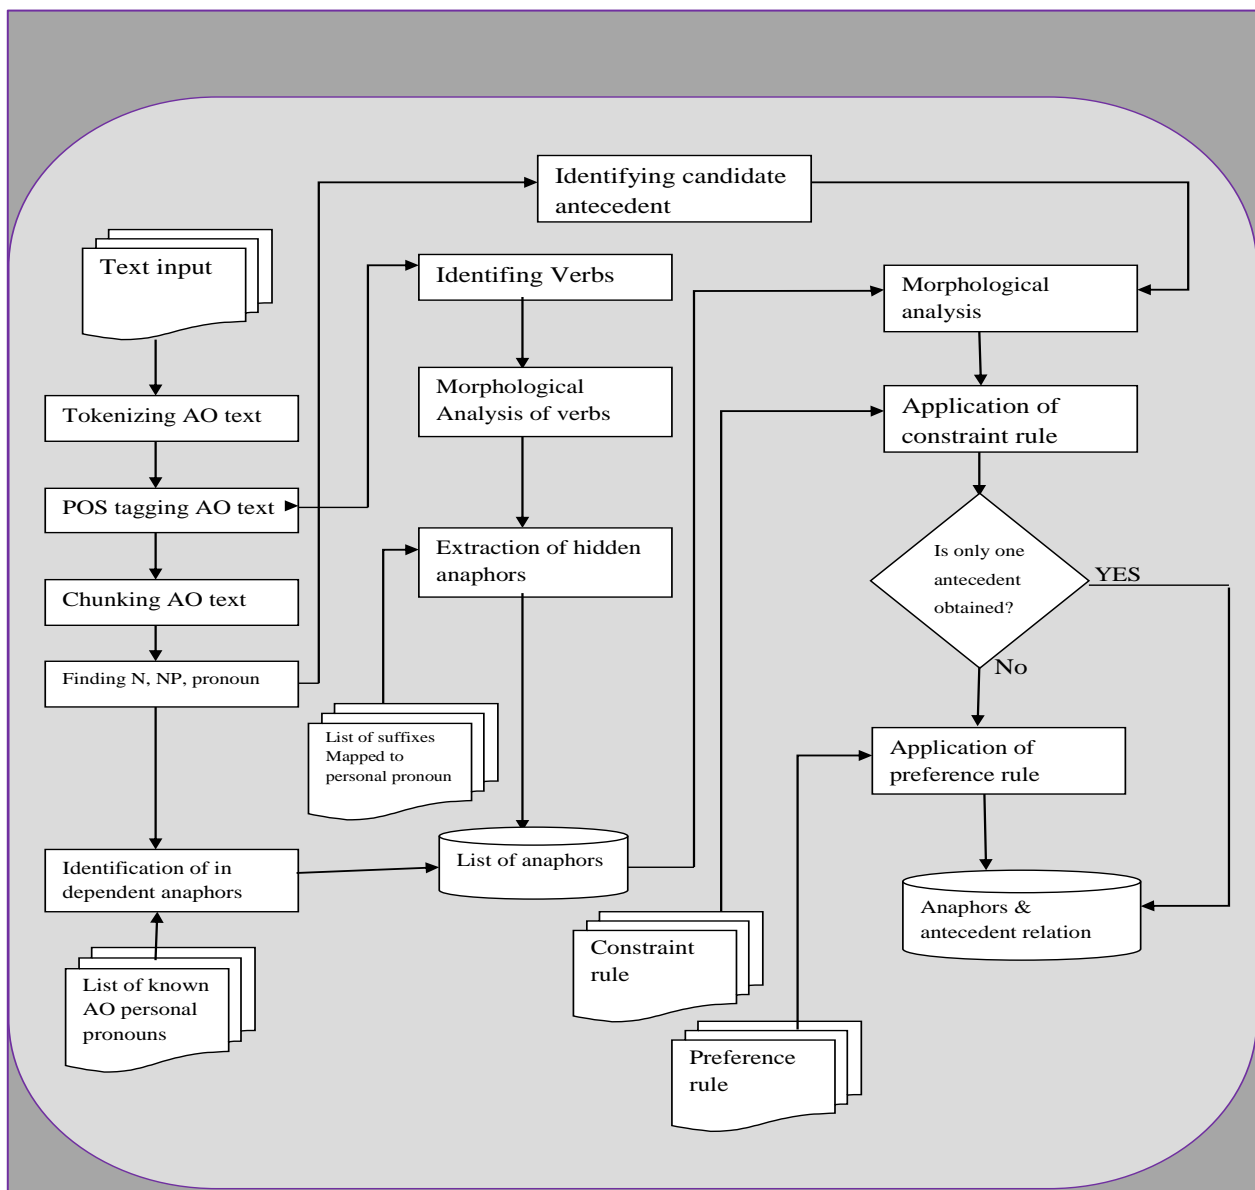 Identifying candidate
antecedent
Text input
Identifing Verbs
Morphological
analysis
Tokenizing AO text
Morphological
Analysis of verbs
Application of
constraint rule
POS tagging AO text
Extraction of hidden
anaphors
Is only one
antecedent
obtained?
YES
No
Chunking AO text
Finding N, NP, pronoun
List of suffixes
Mapped to
personal pronoun
Application of
preference rule
Identification of in
dependent anaphors
List of anaphors
Anaphors &
antecedent relation
List of known
AO personal
pronouns
Constraint
rule
Preference
rule